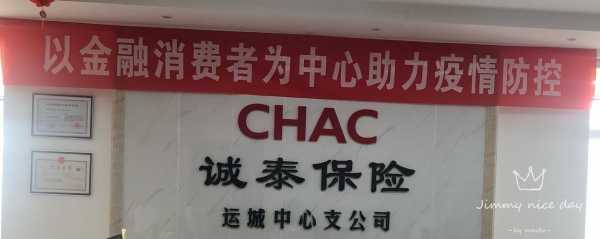 以金融消费者为中心助力疫情防控
CHAC
诚泰保险
运城中心支公司
Jimmy nice day